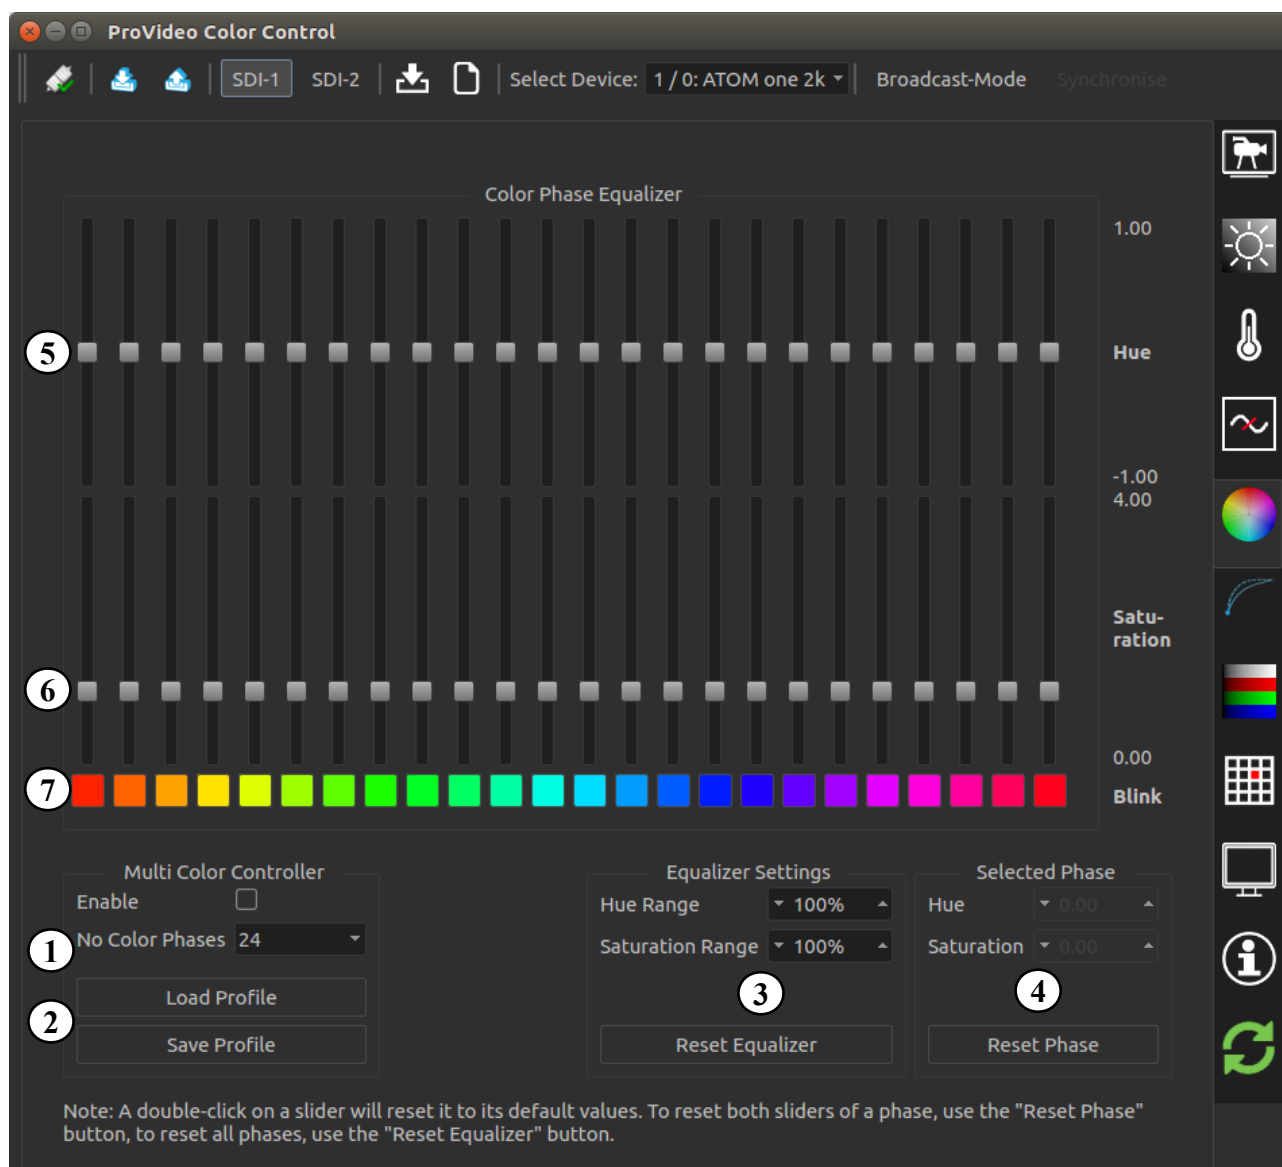 ProVideo Color Control
SDI-1 SDI-2 Select Device: 1 / 0: ATOM one 2k Broadcast-Mode Synchronise
Color Phase Equalizer
1.00
5
Hue
-1.00
4.00
Satu-
ration
6
0.00
7
Blink
Multi Color Controller Equalizer Settings Selected Phase
Enable Hue Range 100% Hue 0.00
1 No Color Phases 24 Saturation Range 100% Saturation 0.00
3 4
2 Load Profile
Save Profile Reset Equalizer Reset Phase
Note: A double-click on a slider will reset it to its default values. To reset both sliders of a phase, use the "Reset Phase"
button, to reset all phases, use the "Reset Equalizer" button.